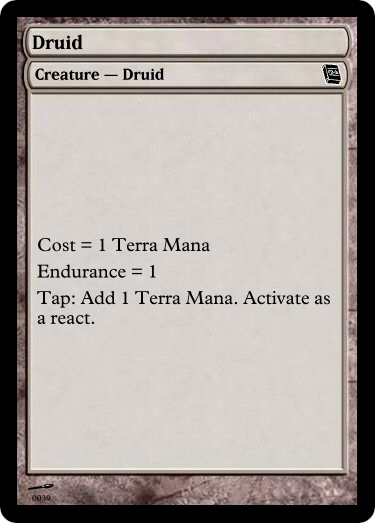 Druid
Creature — Druid
Cost = 1 Terra Mana
Endurance = 1
Tap: Add 1 Terra Mana. Activate as
a react.
0039